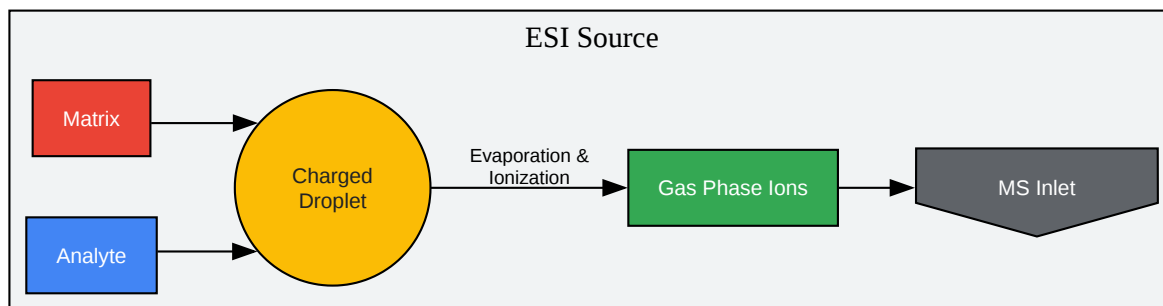 ESI Source
Matrix
Analyte
Charged
Droplet
Evaporation &
Ionization
Gas Phase Ions
MS Inlet